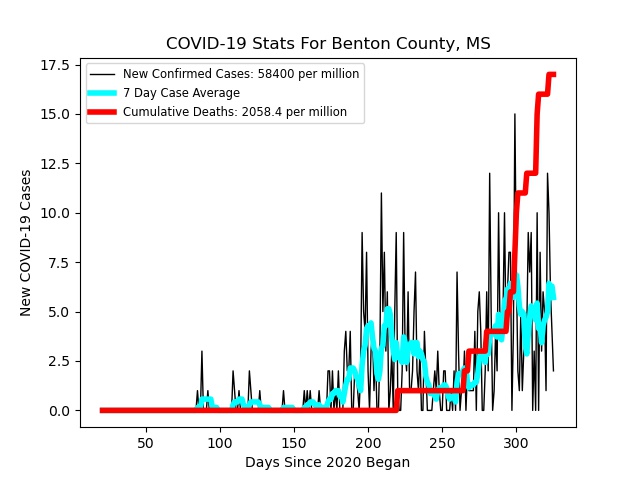 COVID-19 Stats For Benton County, MS
New Confirmed Cases: 58400 per million
7 Day Case Average
Cumulative Deaths: 2058.4 per million
New COVID-19 Cases
17.5
15.0
12.5
10.0
7.5
5.0
2.5
0.0
50 100 150 200 250 300
Days Since 2020 Began